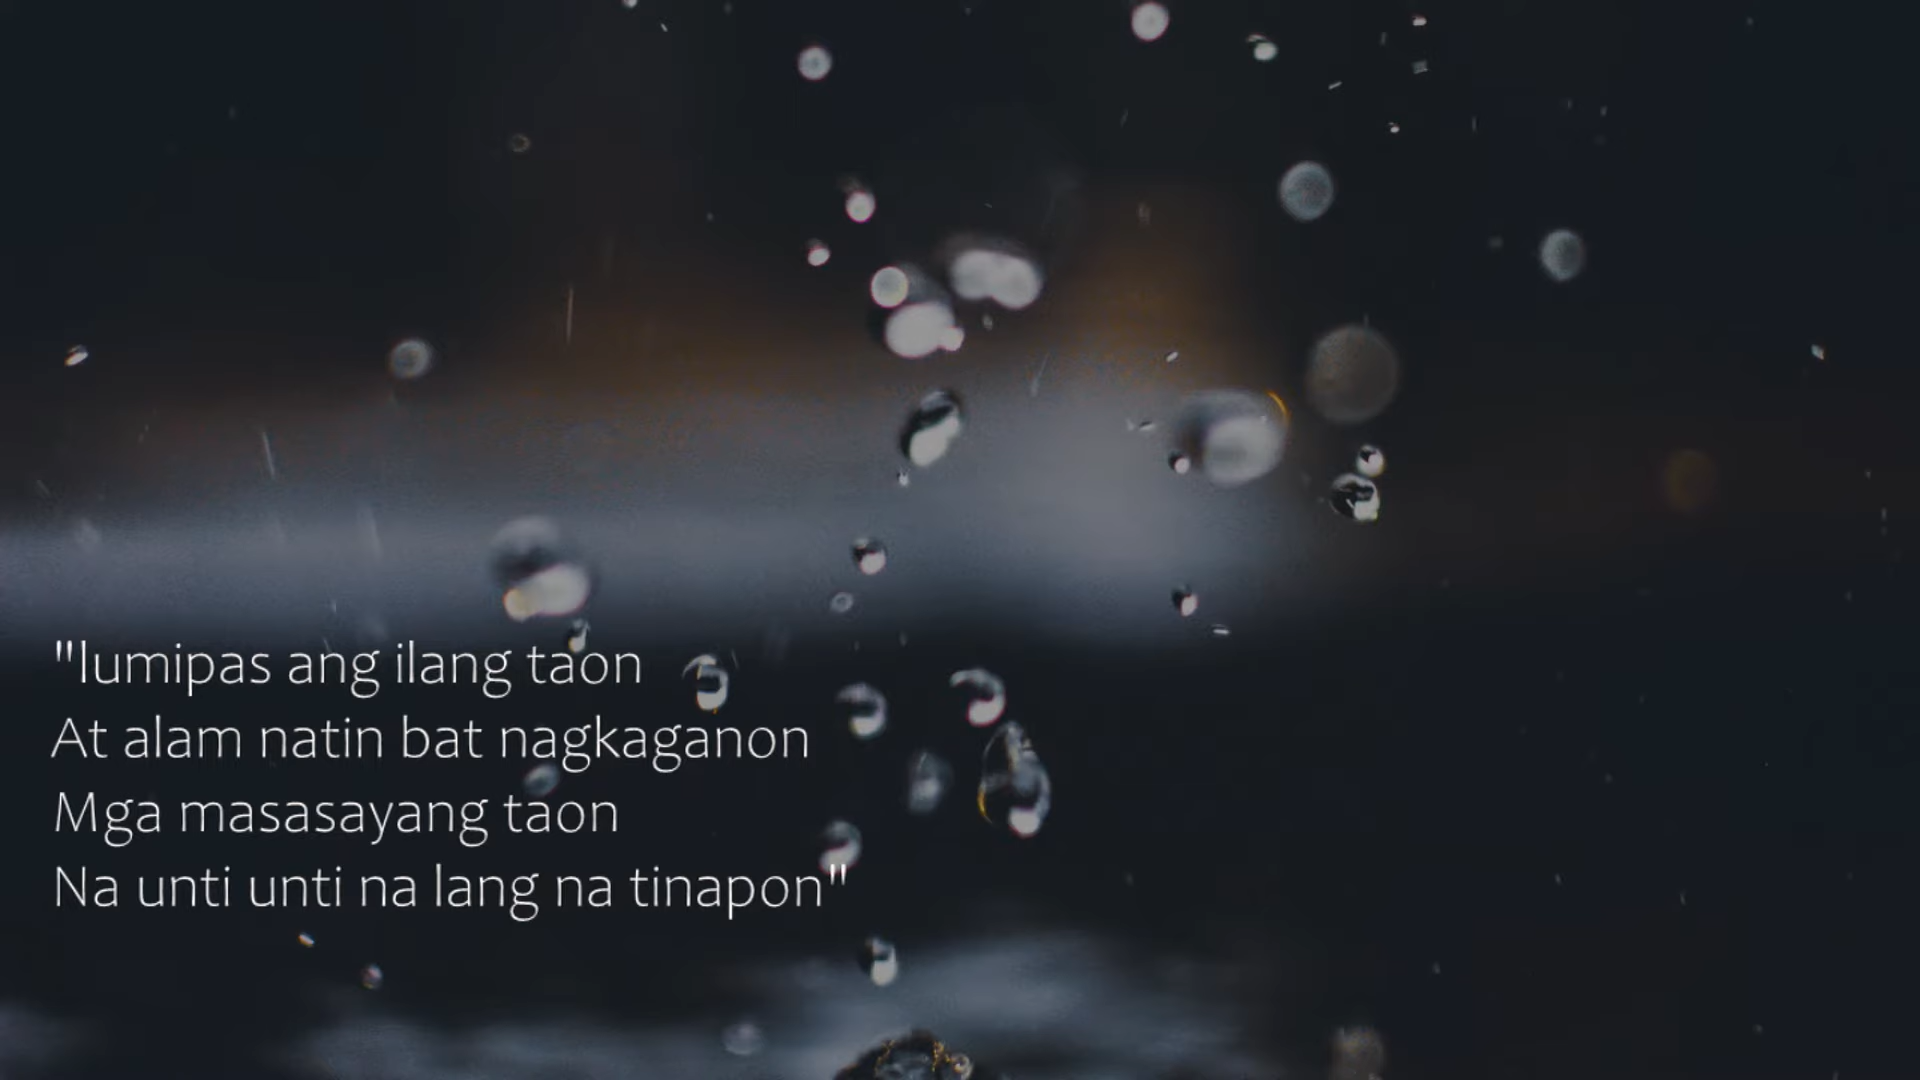 "lumipas ang ilang taon
At alam natin bat nagkaganon
Mga masasayang taon
Na unti unti na lang na tinapon"